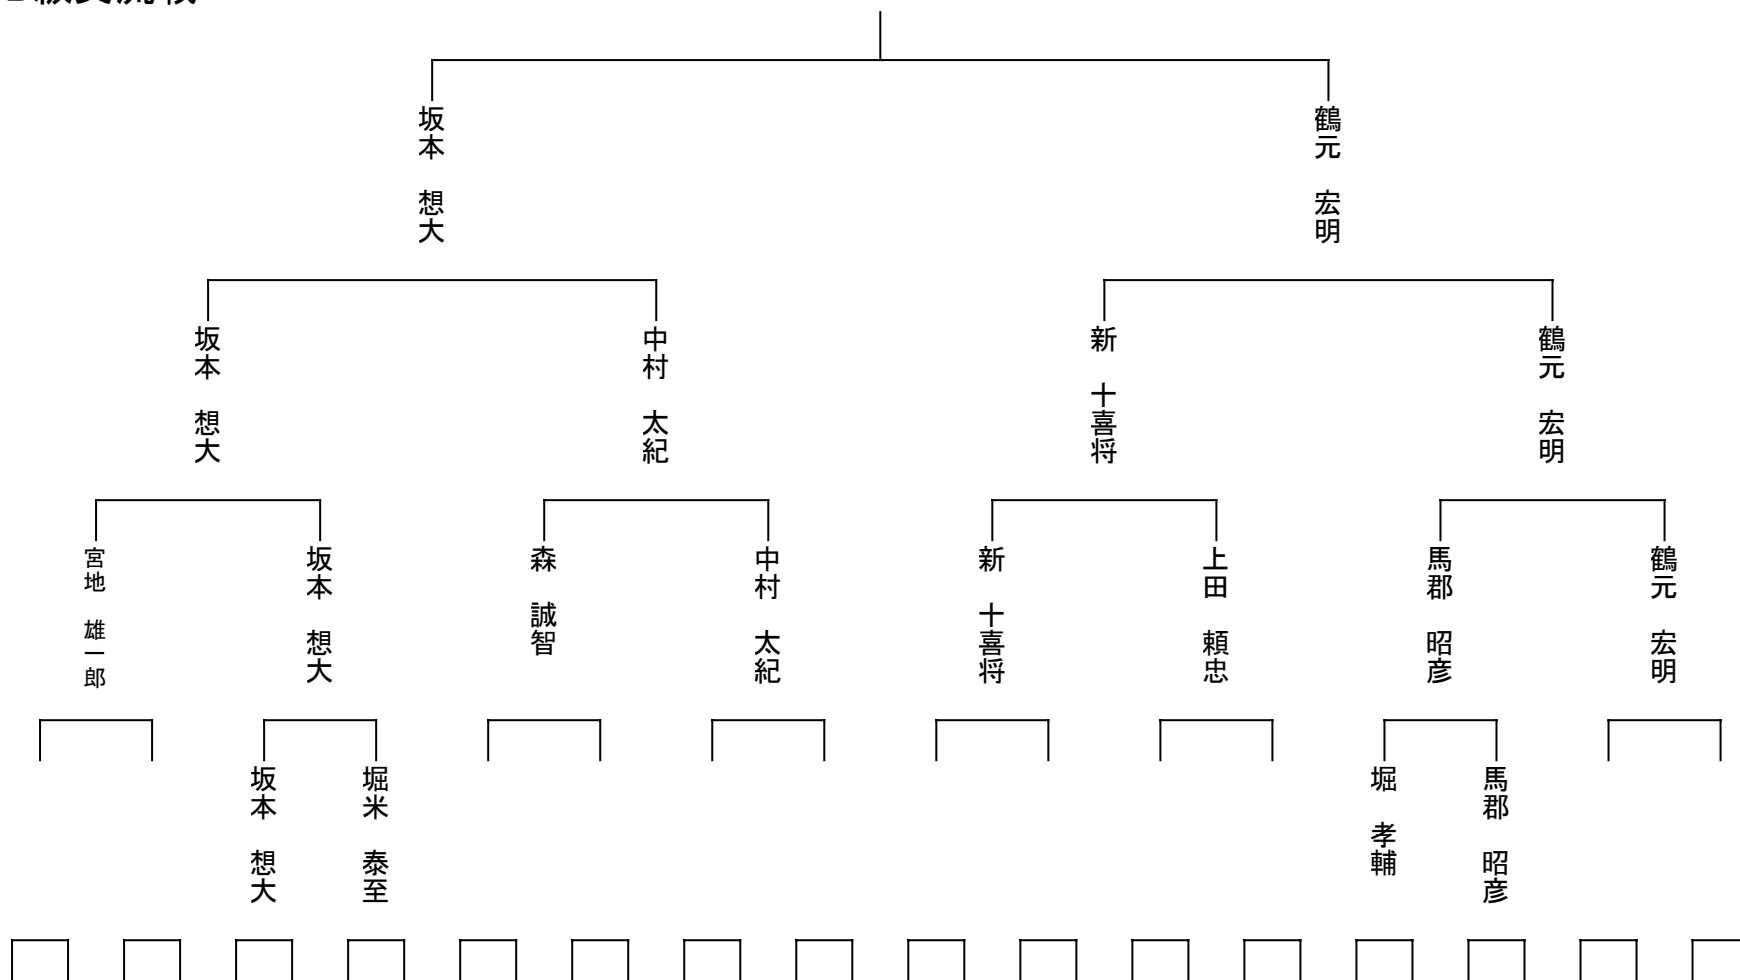 坂本 想大
鶴元 宏明
坂本 想大
中村 太紀
新 十喜将
鶴元 宏明
宮地 雄一郎
坂本 想大
森 誠智
中村 太紀
新 十喜将
上田 頼忠
馬郡 昭彦
鶴元 宏明
坂本 想大
堀米 泰至
堀 孝輔
馬郡 昭彦